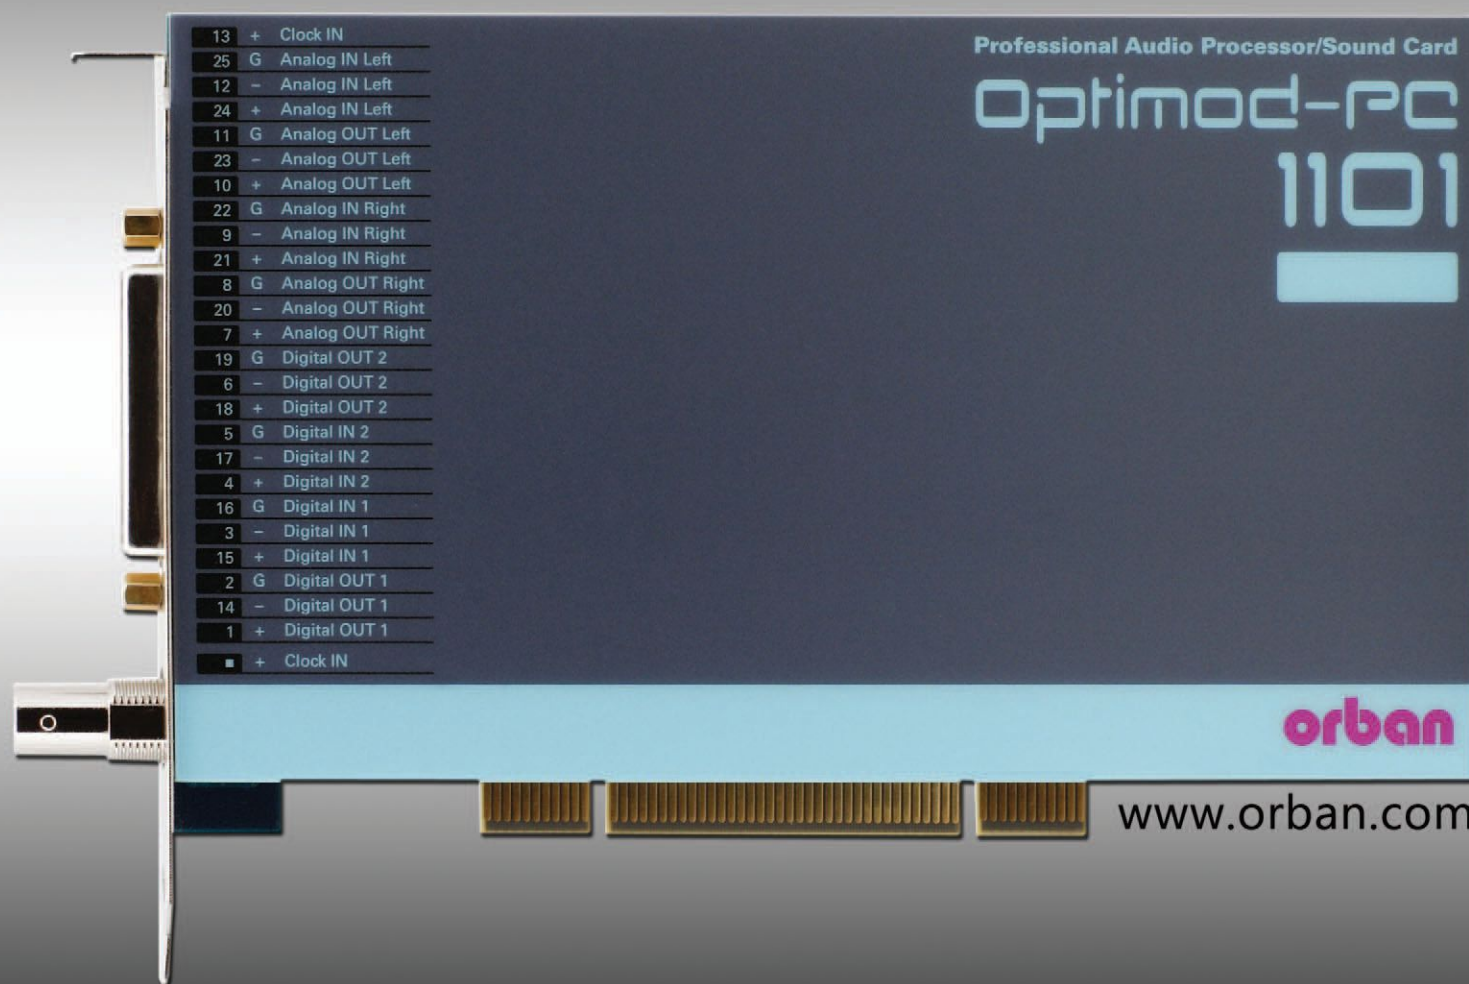 13 + Clock IN
25 G Analog IN Left
12 – Analog IN Left
24 + Analog IN Left
11 G Analog OUT Left
23 – Analog OUT Left
10 + Analog OUT Left
22 G Analog IN Right
9 – Analog IN Right
21 + Analog IN Right
8 G Analog OUT Right
20 – Analog OUT Right
7 + Analog OUT Right
19 G Digital OUT 2
6 – Digital OUT 2
18 + Digital OUT 2
5 G Digital IN 2
17 – Digital IN 2
4 + Digital IN 2
16 G Digital IN 1
3 – Digital IN 1
15 + Digital IN 1
2 G Digital OUT 1
14 – Digital OUT 1
1 + Digital OUT 1
▪ + Clock IN
Professional Audio Processor/Sound Card
Optimod-PC
1101
orban
www.orban.com